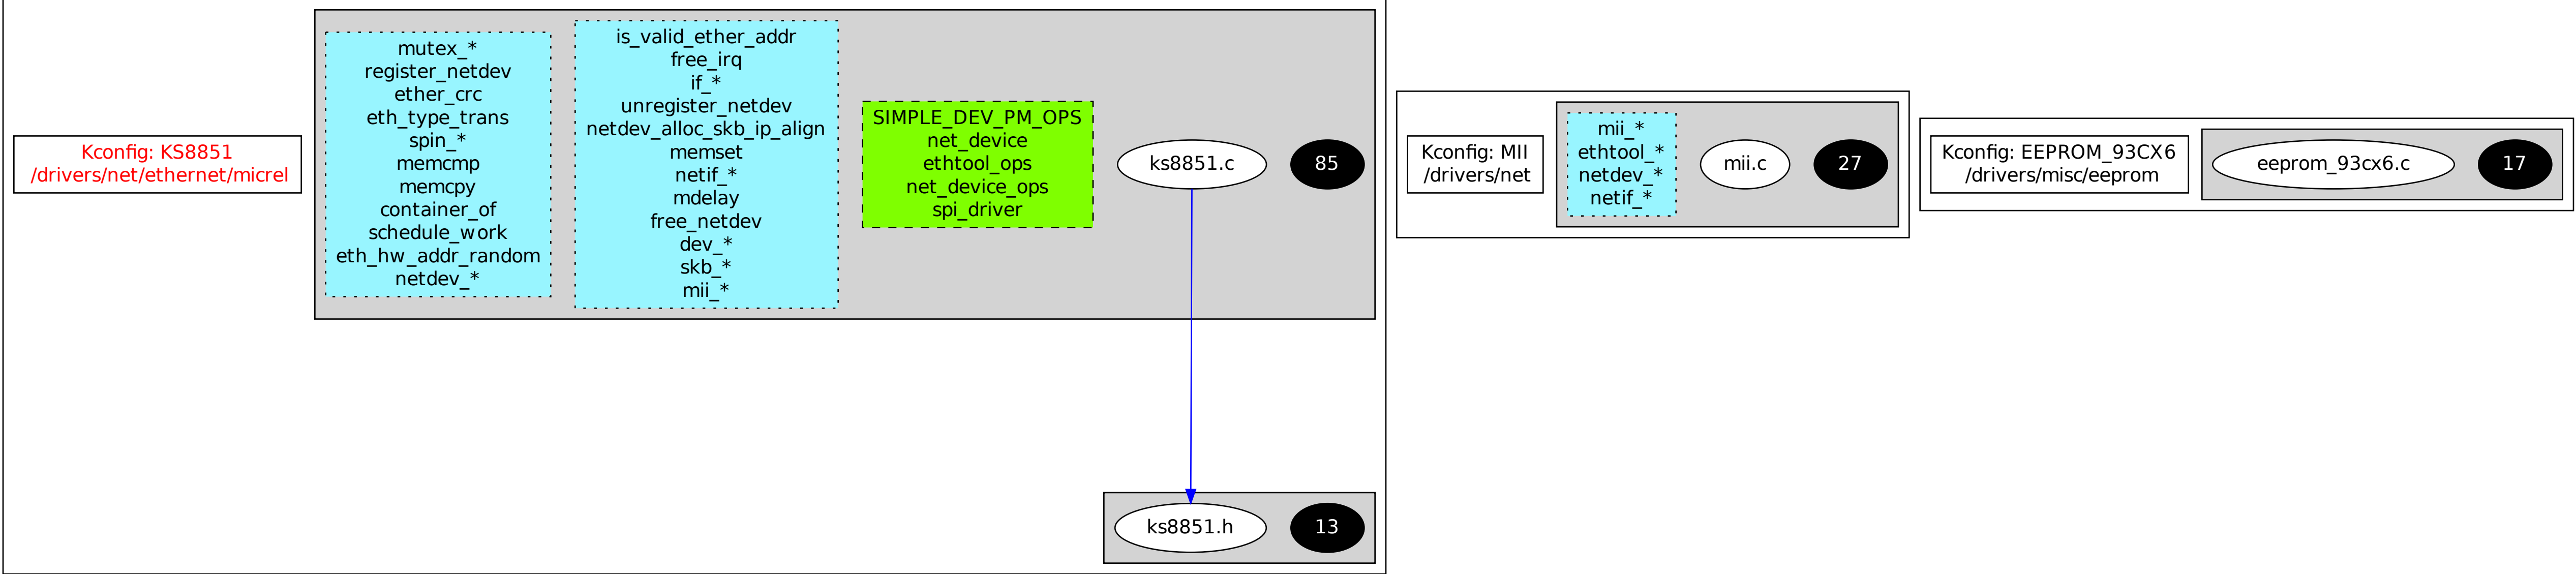 Kconfig: KS8851
/drivers/net/ethernet/micrel
mutex_*
register_netdev
ether_crc
eth_type_trans
spin_*
memcmp
memcpy
container_of
schedule_work
eth_hw_addr_random
netdev_*
is_valid_ether_addr
free_irq
if_*
unregister_netdev
netdev_alloc_skb_ip_align
memset
netif_*
mdelay
free_netdev
dev_*
skb_*
mii_*
SIMPLE_DEV_PM_OPS
net_device
ethtool_ops
net_device_ops
spi_driver
ks8851.c
85
ks8851.h
13
Kconfig: MII
/drivers/net
mii_*
ethtool_*
netdev_*
netif_*
mii.c
27
Kconfig: EEPROM_93CX6
/drivers/misc/eeprom
eeprom_93cx6.c
17